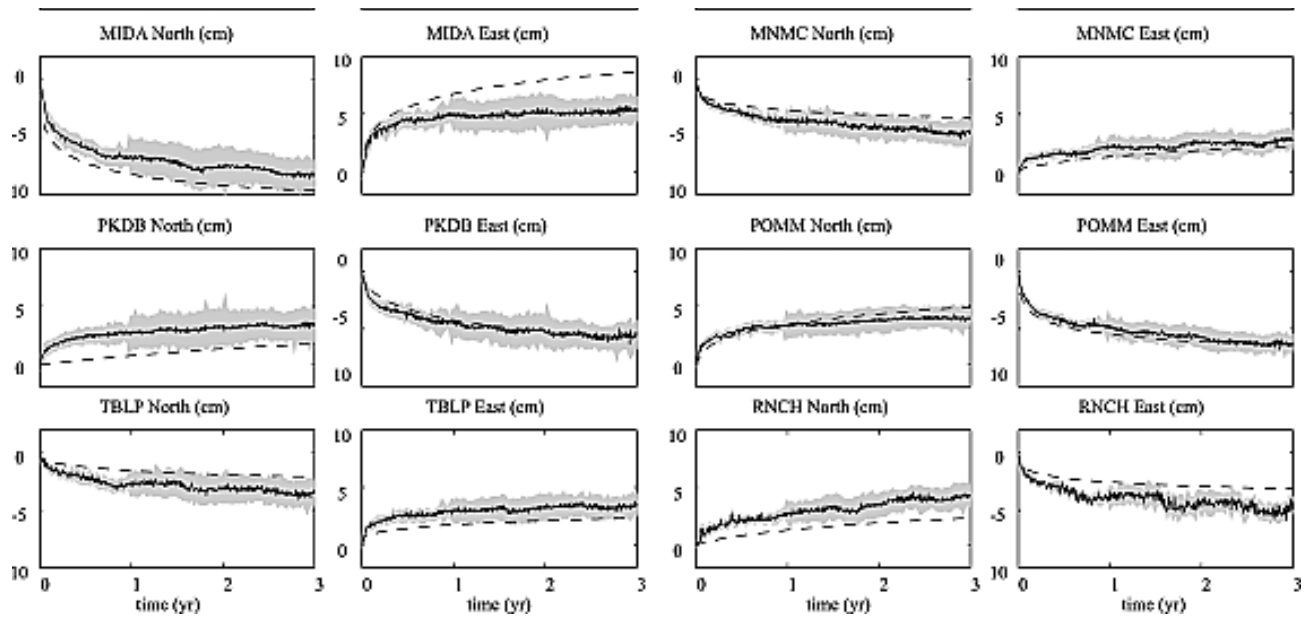 MIDA North (cm) MIDA East (cm) MNMC North (cm) MNMC East (cm)
10 10
0 0
5 5
-5 -5
0 0
10 10
PKDB North (cm) PKDB East (cm) POMM North (cm) POMM East (cm)
10 0 10 0
5 -5 5 -5
0 0
10 10
TBLP North (cm) TBLP East (cm) RNCH North (cm) RNCH East (cm)
10 10
0 0
5 5
-5 -5
0 0
10 10
0 1 2 3 0 1 2 3 0 1 2 3 0 1 2 3
time (yr) time (yr) time (yr) time (yr)